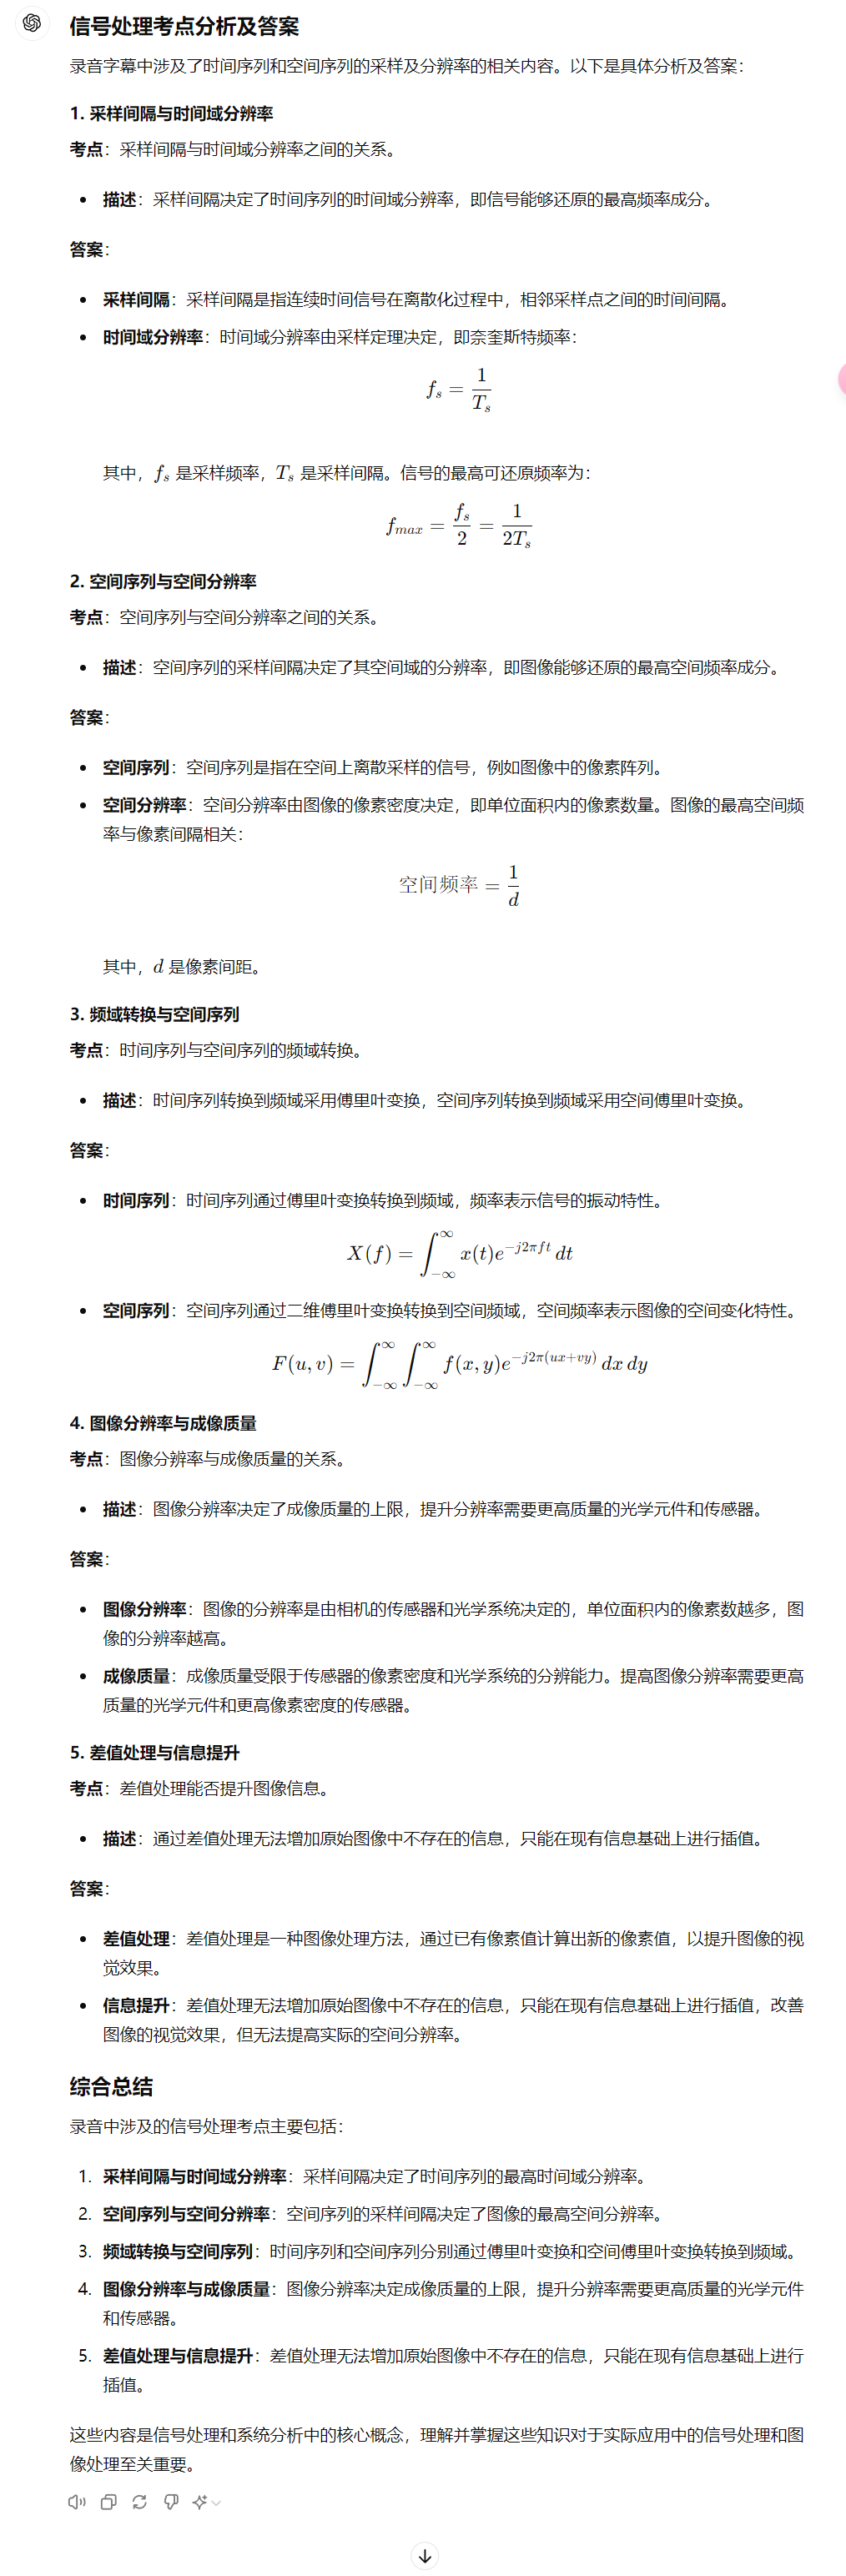 信号处理考点分析及答案
录音字幕中涉及了时间序列和空间序列的采样及分辨率的相关内容。以下是具体分析及答案：
1. 采样间隔与时间域分辨率
考点：采样间隔与时间域分辨率之间的关系。
• 描述：采样间隔决定了时间序列的时间域分辨率，即信号能够还原的最高频率成分。
答案：
• 采样间隔：采样间隔是指连续时间信号在离散化过程中，相邻采样点之间的时间间隔。
• 时间域分辨率：时间域分辨率由采样定理决定，即奈奎斯特频率：
f_s = \frac{1}{T_s}
其中，f_s 是采样频率，T_s 是采样间隔。信号的最高可还原频率为：
f_{max} = \frac{f_s}{2} = \frac{1}{2T_s}
2. 空间序列与空间分辨率
考点：空间序列与空间分辨率之间的关系。
• 描述：空间序列的采样间隔决定了其空间域的分辨率，即图像能够还原的最高空间频率成分。
答案：
• 空间序列：空间序列是指在空间上离散采样的信号，例如图像中的像素阵列。
• 空间分辨率：空间分辨率由图像的像素密度决定，即单位面积内的像素数量。图像的最高空间频
率与像素间隔相关：
空间频率 = \frac{1}{d}
其中，d 是像素间距。
3. 频域转换与空间序列
考点：时间序列与空间序列的频域转换。
• 描述：时间序列转换到频域采用傅里叶变换，空间序列转换到频域采用空间傅里叶变换。
答案：
• 时间序列：时间序列通过傅里叶变换转换到频域，频率表示信号的振动特性。
X(f) = \int_{-\infty}^{\infty} x(t)e^{-j2\pi ft} dt
• 空间序列：空间序列通过二维傅里叶变换转换到空间频域，空间频率表示图像的空间变化特性。
F(u, v) = \int_{-\infty}^{\infty} \int_{-\infty}^{\infty} f(x, y)e^{-j2\pi(ux+vy)} dx dy
4. 图像分辨率与成像质量
考点：图像分辨率与成像质量的关系。
• 描述：图像分辨率决定了成像质量的上限，提升分辨率需要更高质量的光学元件和传感器。
答案：
• 图像分辨率：图像的分辨率是由相机的传感器和光学系统决定的，单位面积内的像素数越多，图
像的分辨率越高。
• 成像质量：成像质量受限于传感器的像素密度和光学系统的分辨能力。提高图像分辨率需要更高
质量的光学元件和更高像素密度的传感器。
5. 差值处理与信息提升
考点：差值处理能否提升图像信息。
• 描述：通过差值处理无法增加原始图像中不存在的信息，只能在现有信息基础上进行插值。
答案：
• 差值处理：差值处理是一种图像处理方法，通过已有像素值计算出新的像素值，以提升图像的视
觉效果。
• 信息提升：差值处理无法增加原始图像中不存在的信息，只能在现有信息基础上进行插值，改善
图像的视觉效果，但无法提高实际的空间分辨率。
综合总结
录音中涉及的信号处理考点主要包括：
1. 采样间隔与时间域分辨率：采样间隔决定了时间序列的最高时间域分辨率。
2. 空间序列与空间分辨率：空间序列的采样间隔决定了图像的最高空间分辨率。
3. 频域转换与空间序列：时间序列和空间序列分别通过傅里叶变换和空间傅里叶变换转换到频域。
4. 图像分辨率与成像质量：图像分辨率决定成像质量的上限，提升分辨率需要更高质量的光学元件
和传感器。
5. 差值处理与信息提升：差值处理无法增加原始图像中不存在的信息，只能在现有信息基础上进行
插值。
这些内容是信号处理和系统分析中的核心概念，理解并掌握这些知识对于实际应用中的信号处理和图
像处理至关重要。